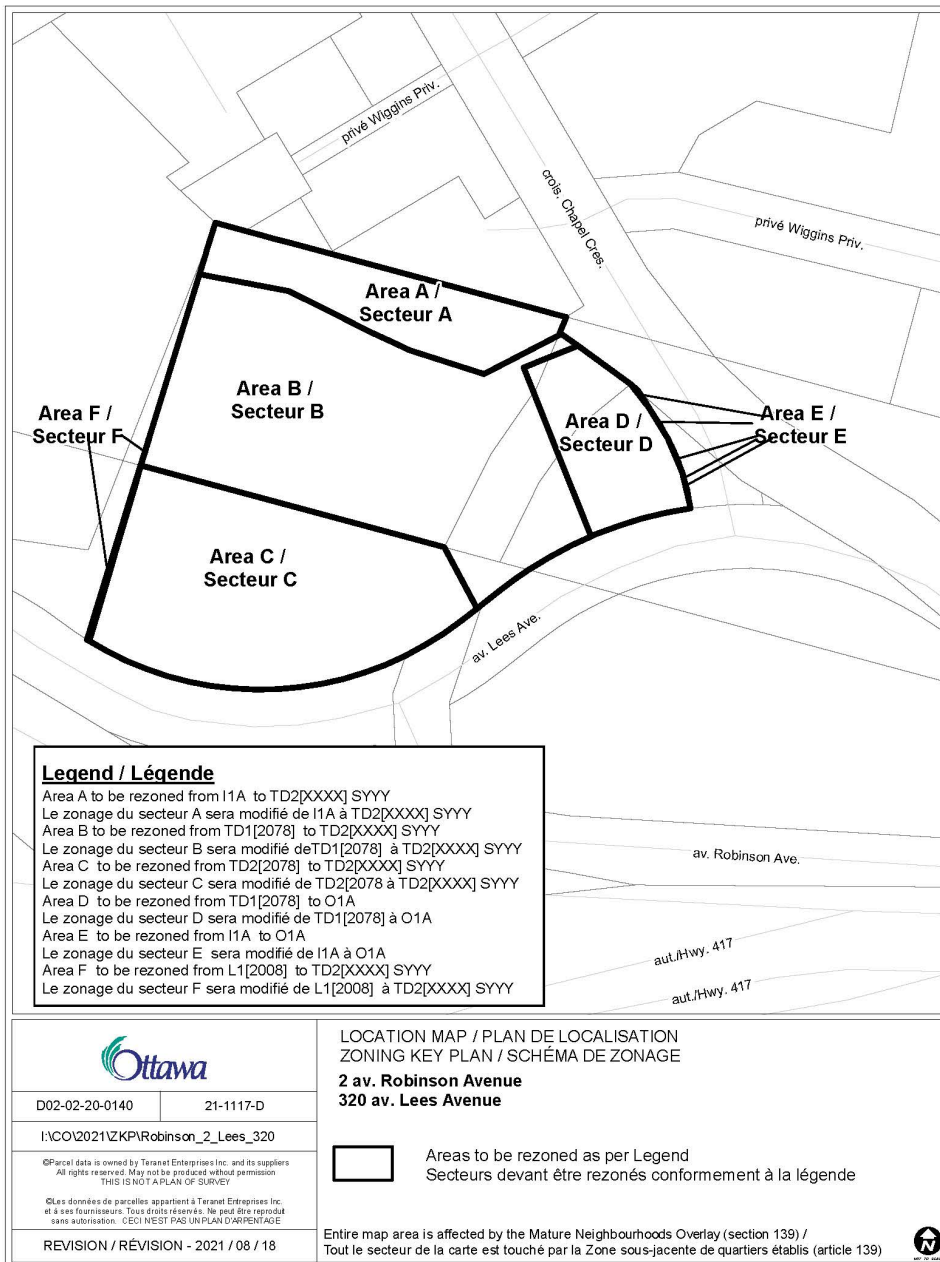 privé Wiggins Priv.
crois. Chapel Cres.
privé Wiggins Priv.
Area A /
Secteur A
Area B /
Secteur B
Area F /
Secteur F
Area D /
Secteur D
Area E /
Secteur E
Area C /
Secteur C
av. Lees Ave.
av. Robinson Ave.
aut./Hwy. 417
aut./Hwy. 417
Legend / Légende
Area A to be rezoned from I1A to TD2[XXXX] SYYY
Le zonage du secteur A sera modifié de I1A à TD2[XXXX] SYYY
Area B to be rezoned from TD1[2078] to TD2[XXXX] SYYY
Le zonage du secteur B sera modifié deTD1[2078] à TD2[XXXX] SYYY
Area C to be rezoned from TD2[2078] to TD2[XXXX] SYYY
Le zonage du secteur C sera modifié de TD2[2078 à TD2[XXXX] SYYY
Area D to be rezoned from TD1[2078] to O1A
Le zonage du secteur D sera modifié de TD1[2078] à O1A
Area E to be rezoned from I1A to O1A
Le zonage du secteur E sera modifié de I1A à O1A
Area F to be rezoned from L1[2008] to TD2[XXXX] SYYY
Le zonage du secteur F sera modifié de L1[2008] à TD2[XXXX] SYYY
Ottawa
D02-02-20-0140
21-1117-D
I:\CO\2021\ZKP\Robinson_2_Lees_320
©Parcel data is owned by Teranet Enterprises Inc. and its suppliers
All rights reserved. May not be produced without permission
THIS IS NOT A PLAN OF SURVEY
©Les données de parcelles appartient à Teranet Entreprises Inc.
et à ses fournisseurs. Tous droits réservés. Ne peut être reproduit
sans autorisation. CECI N'EST PAS UN PLAN D'ARPENTAGE
REVISION / RÉVISION - 2021 / 08 / 18
LOCATION MAP / PLAN DE LOCALISATION
ZONING KEY PLAN / SCHÉMA DE ZONAGE
2 av. Robinson Avenue
320 av. Lees Avenue
Areas to be rezoned as per Legend
Secteurs devant être rezonés conformement à la légende
Entire map area is affected by the Mature Neighbourhoods Overlay (section 139) /
Tout le secteur de la carte est touché par la Zone sous-jacente de quartiers établis (article 139)
N